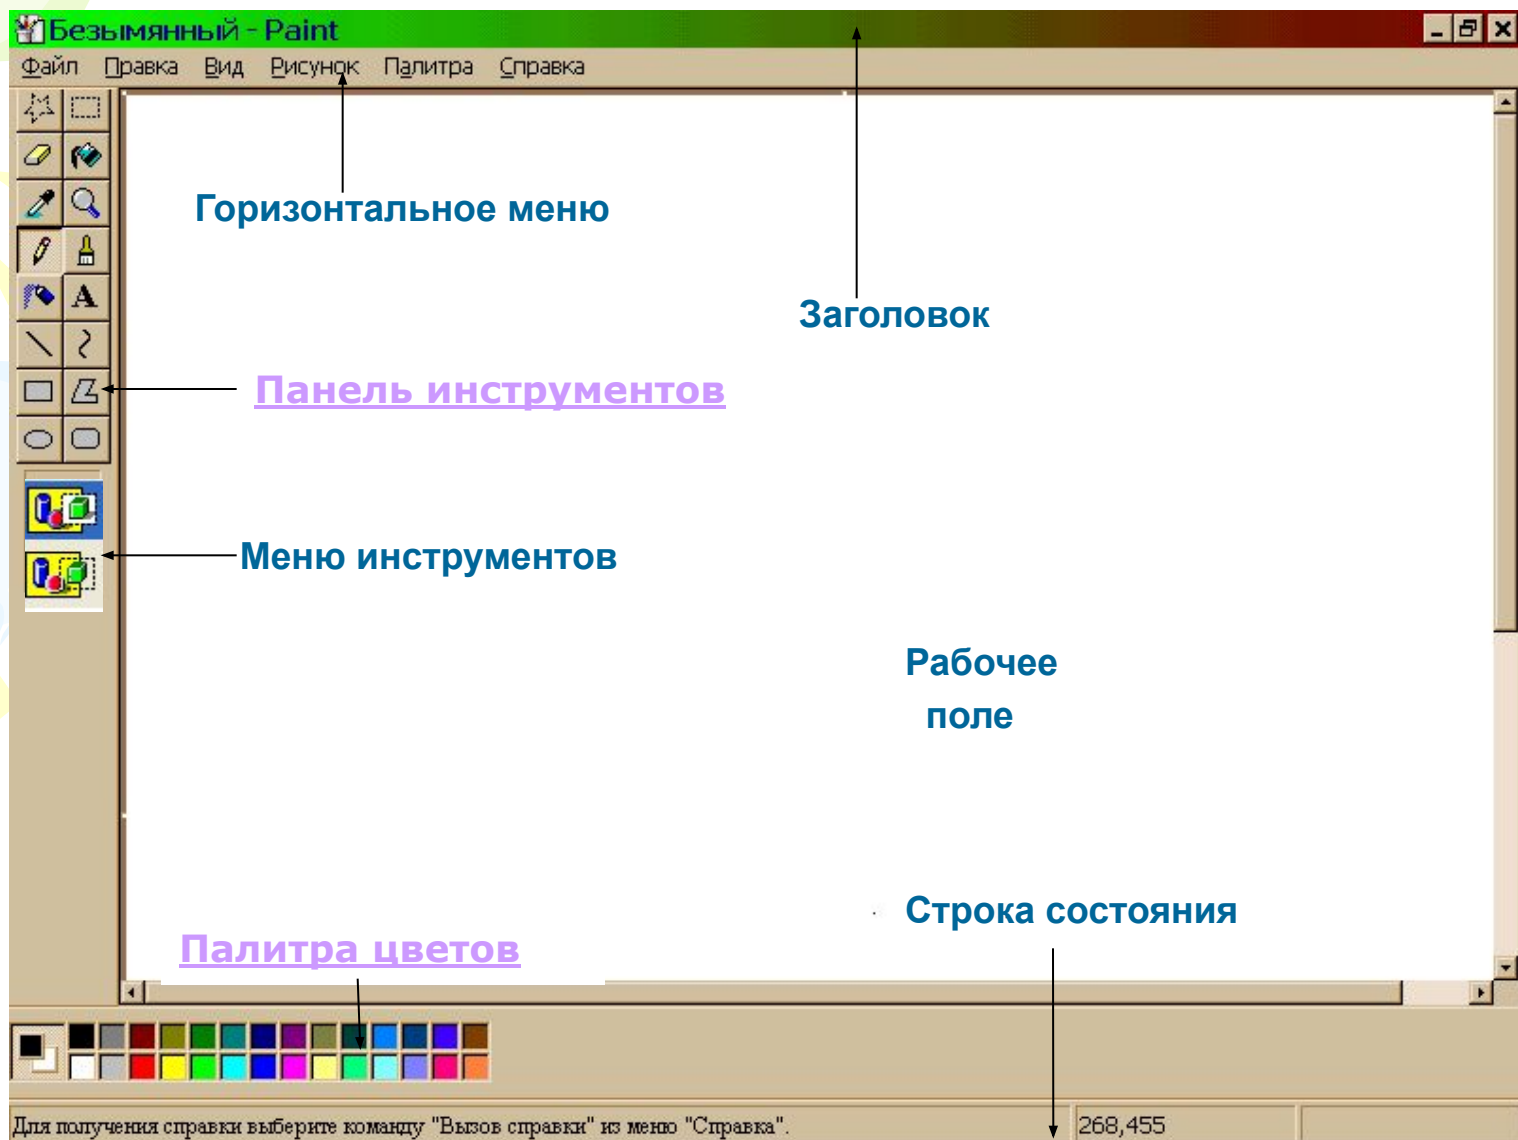 Безымянный - Paint
Файл Правка Вид Рисунок Палитра Справка
A
Горизонтальное меню
Заголовок
Панель инструментов
Меню инструментов
Рабочее
поле
Строка состояния
Палитра цветов
Для получения справки выберите команду "Вызов справки" из меню "Справка".
268,455